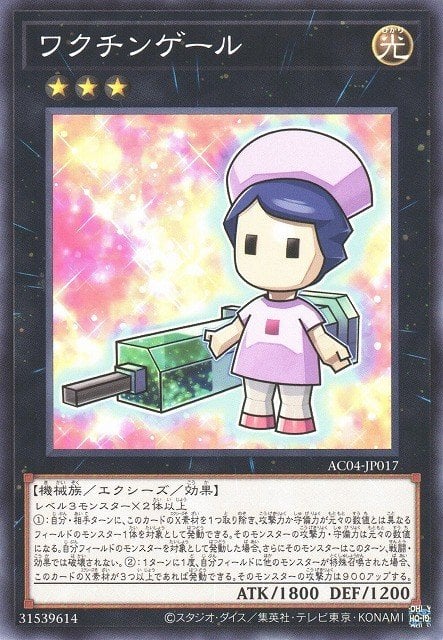 ワクチンゲール
光
AC04-JP017
【機械族/エクシーズ/効果】
レベル3モンスター×2体以上
①:自分・相手ターンに、このカードのX素材を1つ取り除き、攻撃力か守備力が元々の数値とは異なる
フィールドのモンスター1体を対象として発動できる。そのモンスターの攻撃力・守備力は元々の数値
になる。自分フィールドのモンスターを対象として発動した場合、さらにそのモンスターはこのターン、戦闘・
効果では破壊されない。②:1ターンに1度、自分フィールドに他のモンスターが特殊召喚された場合、
このカードのX素材が3つ以上であれば発動できる。そのモンスターの攻撃力は900アップする。
ATK/1800 DEF/1200
31539614
©スタジオ・ダイス/集英社・テレビ東京・KONAMI